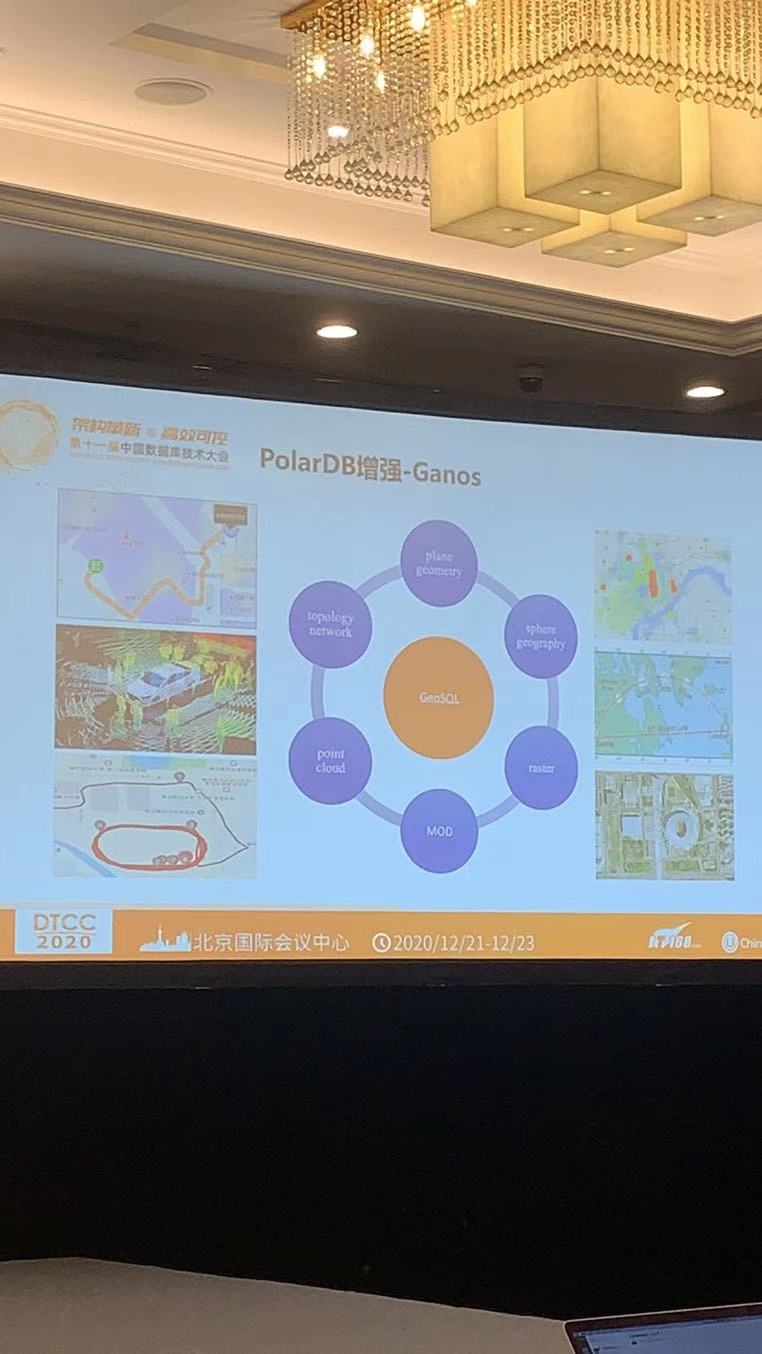 架构革新 高效可控
第十一届中国数据库技术大会
PolarDB增强-Ganos
plane
geometry
topology
network
sphere
geography
GeoSQL
point
cloud
raster
MOD
DTCC
2020
北京国际会议中心
2020/12/21-12/23
IT168
Chin